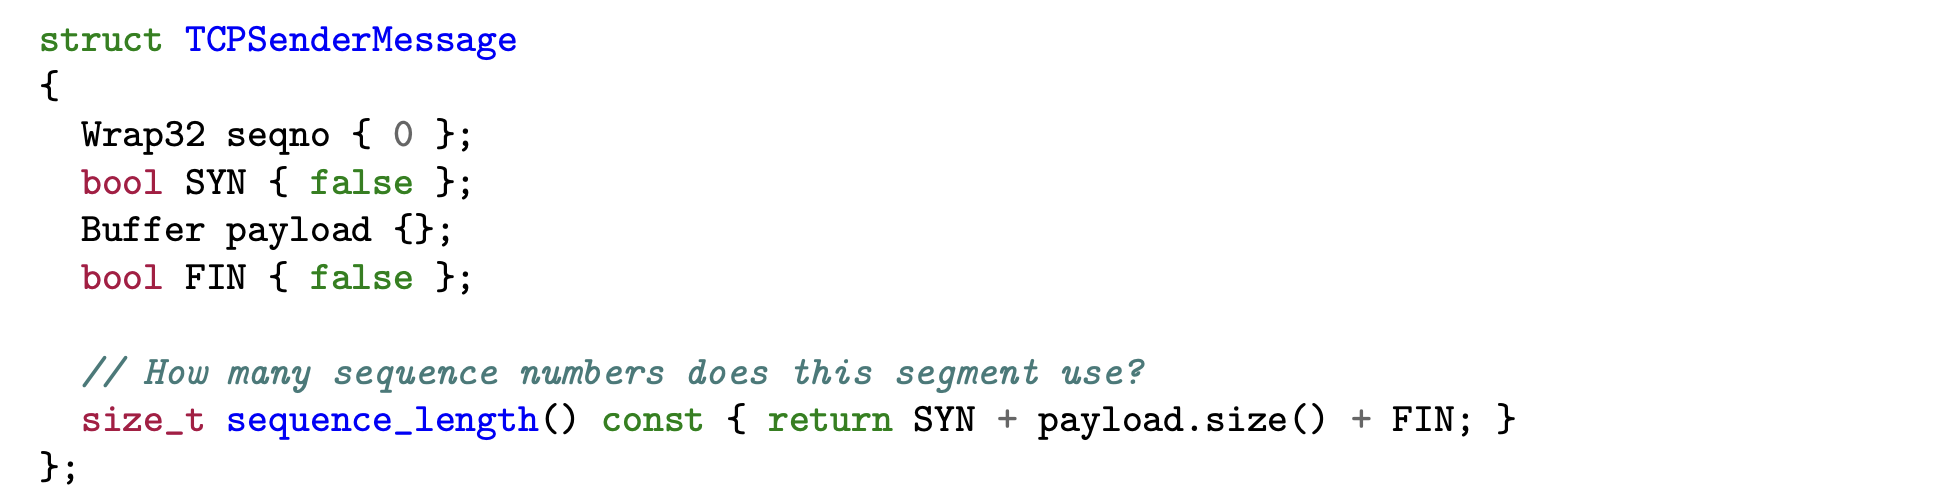 struct TCPSenderMessage
{
  Wrap32 seqno { 0 };
  bool SYN { false };
  Buffer payload {};
  bool FIN { false };

  // How many sequence numbers does this segment use?
  size_t sequence_length() const { return SYN + payload.size() + FIN; }
};